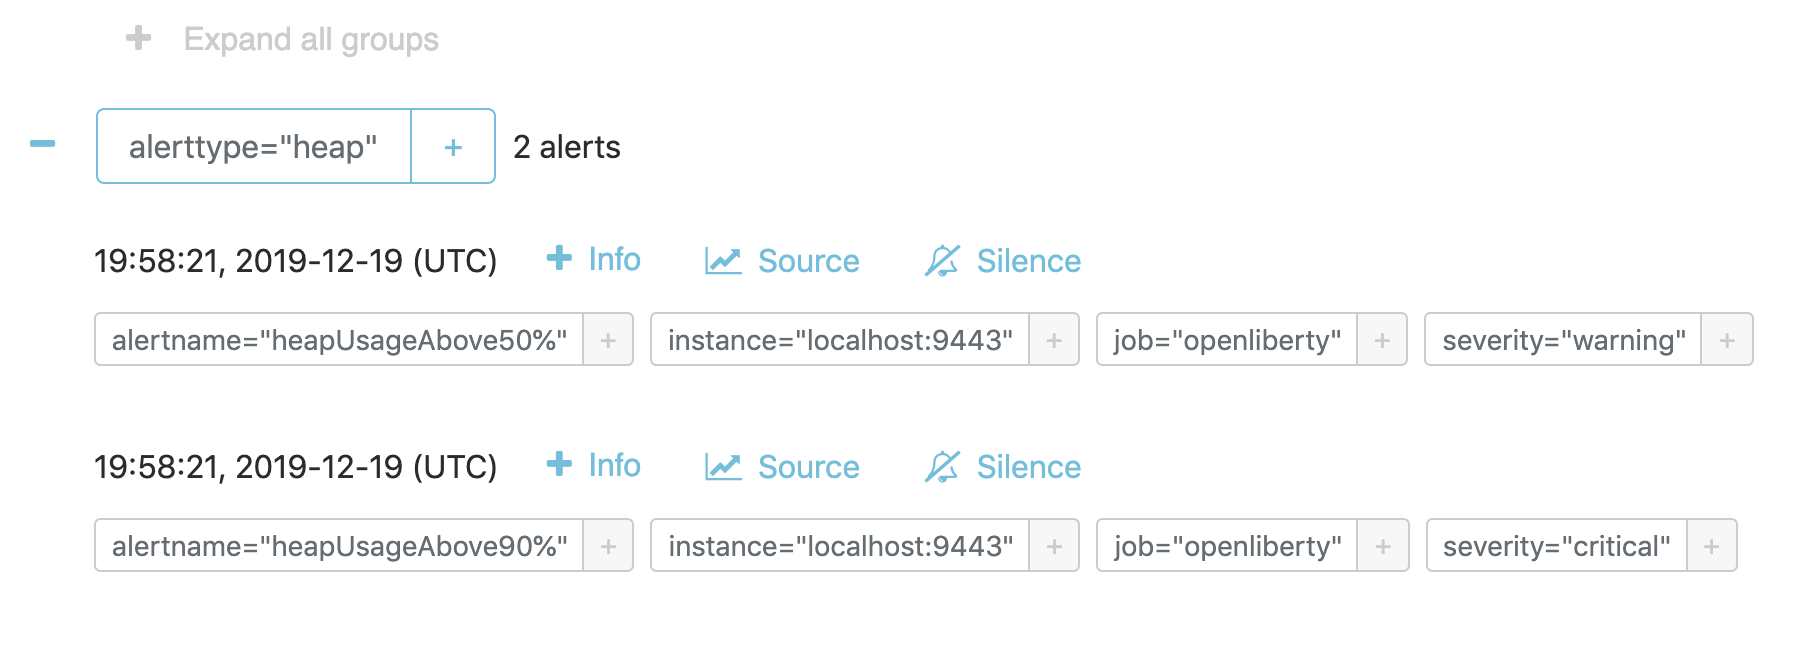 + Expand all groups
alerttype="heap" + 2 alerts
19:58:21, 2019-12-19 (UTC) + Info Source Silence
alertname="heapUsageAbove50%" + instance="localhost:9443" + job="openliberty" + severity="warning" +
19:58:21, 2019-12-19 (UTC) + Info Source Silence
alertname="heapUsageAbove90%" + instance="localhost:9443" + job="openliberty" + severity="critical" +